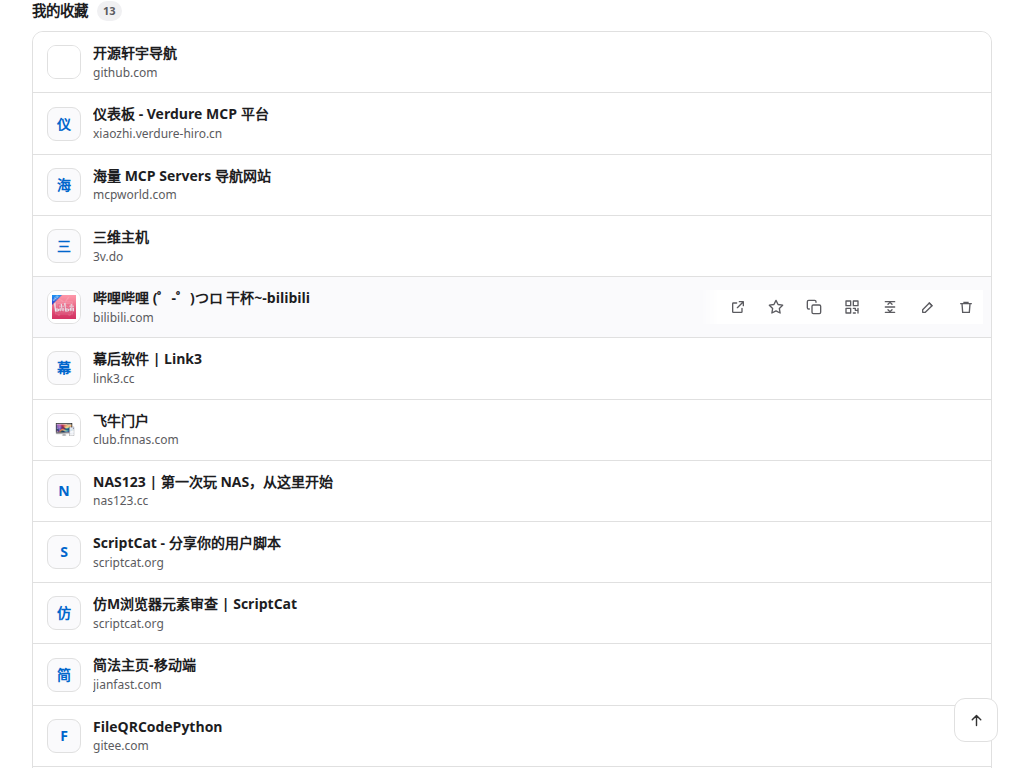 我的收藏 13
开源轩宇导航
github.com
仪
仪表板 - Verdure MCP 平台
xiaozhi.verdure-hiro.cn
海
海量 MCP Servers 导航网站
mcpworld.com
三
三维主机
3v.do
哔哩哔哩 (゜-゜)つロ 干杯~-bilibili
bilibili.com
幕
幕后软件 | Link3
link3.cc
飞牛门户
club.fnnas.com
N
NAS123 | 第一次玩 NAS，从这里开始
nas123.cc
S
ScriptCat - 分享你的用户脚本
scriptcat.org
仿
仿M浏览器元素审查 | ScriptCat
scriptcat.org
简
简法主页-移动端
jianfast.com
F
FileQRCodePython
gitee.com